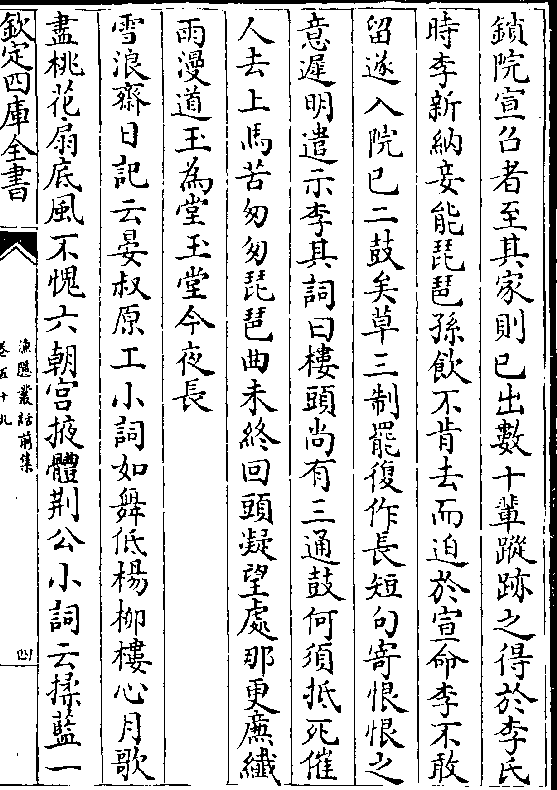 鎖院宣召者至其家則已出數十輩蹤跡之得於李氏
時李新納妾能琵琶孫飲不肯去而迫於宣命李不敢
留遂入院已二鼓矣草三制罷復作長短句寄恨恨之
意遲明遣示李其詞曰樓頭尚有三通鼓何須抵死催
人去上馬苦匆匆琵琶曲未終回頭凝望處那更廉纖
雨漫道玉為堂玉堂今夜長
雪浪齋日記云晏叔原工小詞如舞低楊柳樓心月歌
盡桃花扇底風不愧六朝宫掖體荆公小詞云揉藍一
欽定四庫全書
漁隱叢話前集
卷五十九
四